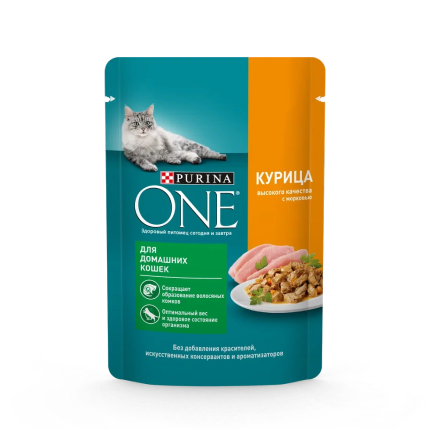 PURINA
ONE®
Здоровый питомец сегодня и завтра
КУРИЦА
высокого качества
с морковью
ДЛЯ
ДОМАШНИХ
КОШЕК
Сокращает
образование волосяных
комков
Оптимальный вес
и здоровое состояние
организма
Без добавления красителей,
искусственных консервантов и ароматизаторов